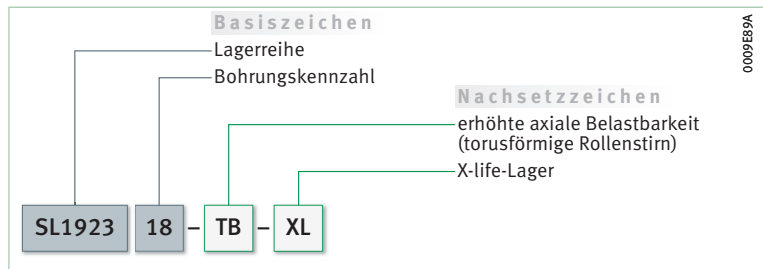 Basiszeichen
Lagerreihe
Bohrungskennzahl
Nachsetzzeichen
erhöhte axiale Belastbarkeit
(torusförmige Rollenstirn)
X-life-Lager
SL1923 18 – TB – XL
0009E89A